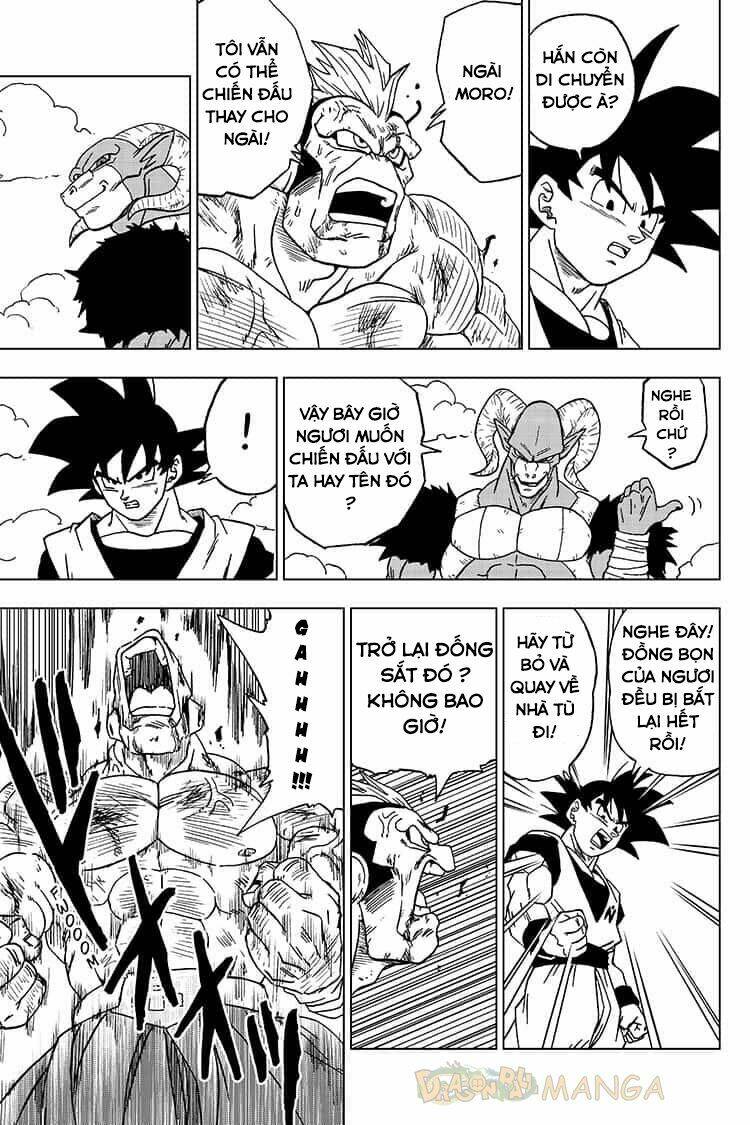 HẮN CÒN
DI CHUYỂN
ĐƯỢC À?
NGÀI
MORO!
TÔI VẪN
CÓ THỂ
CHIẾN ĐẤU
THAY CHO
NGÀI!
NGHE
RỒI
CHỨ
?
VẬY BÂY GIỜ
NGƯƠI MUỐN
CHIẾN ĐẤU VỚI
TA HAY TÊN ĐÓ
?
!
NGHE ĐÂY!
ĐỒNG BỌN
CỦA NGƯƠI
ĐỀU BỊ BẮT
LẠI HẾT
RỒI!
HÃY TỪ
BỎ VÀ
QUAY VỀ
NHÀ TÙ
ĐI!
TRỞ LẠI ĐỐNG
SẮT ĐÓ ?
KHÔNG BAO
GIỜ!
GAHHHH!!!
FWOOOM
DRAGON BALL MANGA